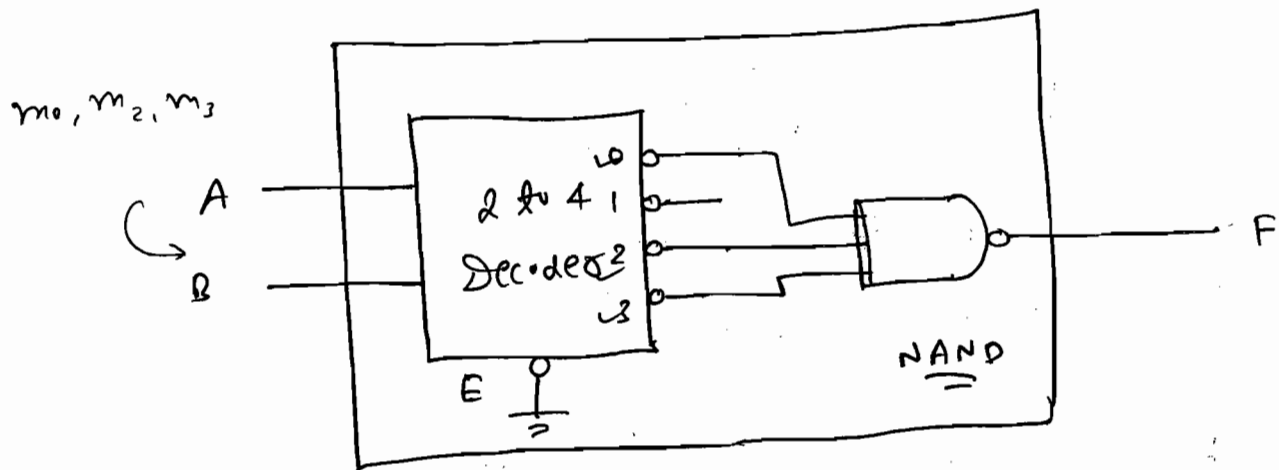 m₀, m₂, m₃
A
B
0
2 to 4 1
Decoder 2
3
E
NAND
F